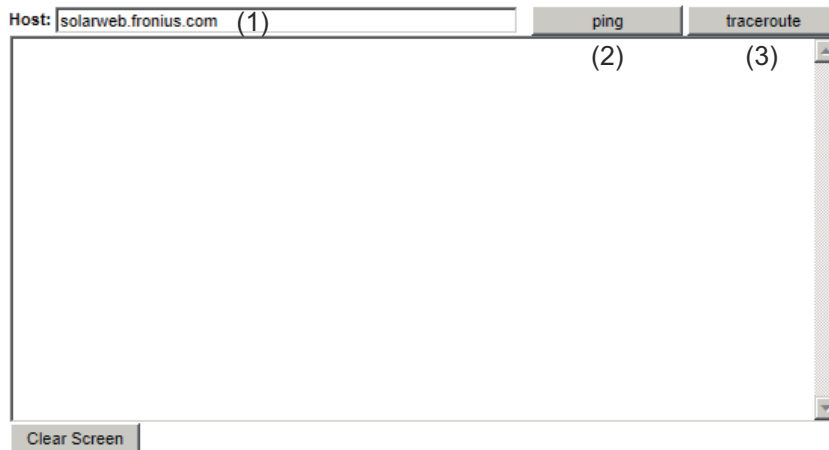 Host: solarweb.fronius.com (1) ping traceroute
(2) (3)
Clear Screen